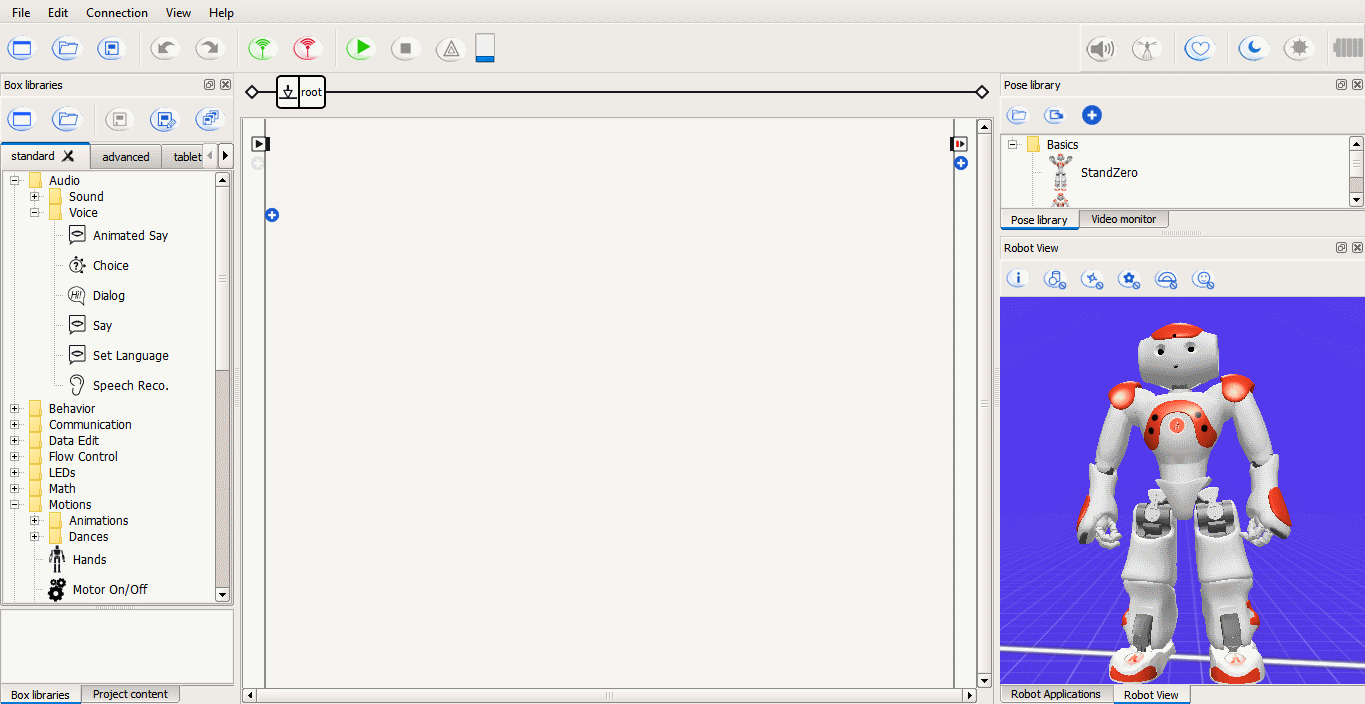 File Edit Connection View Help
Box libraries
standard advanced tablet
Audio
Sound
Voice
Animated Say
Choice
Hi!
Dialog
Say
Set Language
Speech Reco.
Behavior
Communication
Data Edit
Flow Control
LEDs
Math
Motions
Animations
Dances
Hands
Motor On/Off
Box libraries Project content
root
Pose library
Basics
StandZero
Pose library Video monitor
Robot View
Robot Applications Robot View